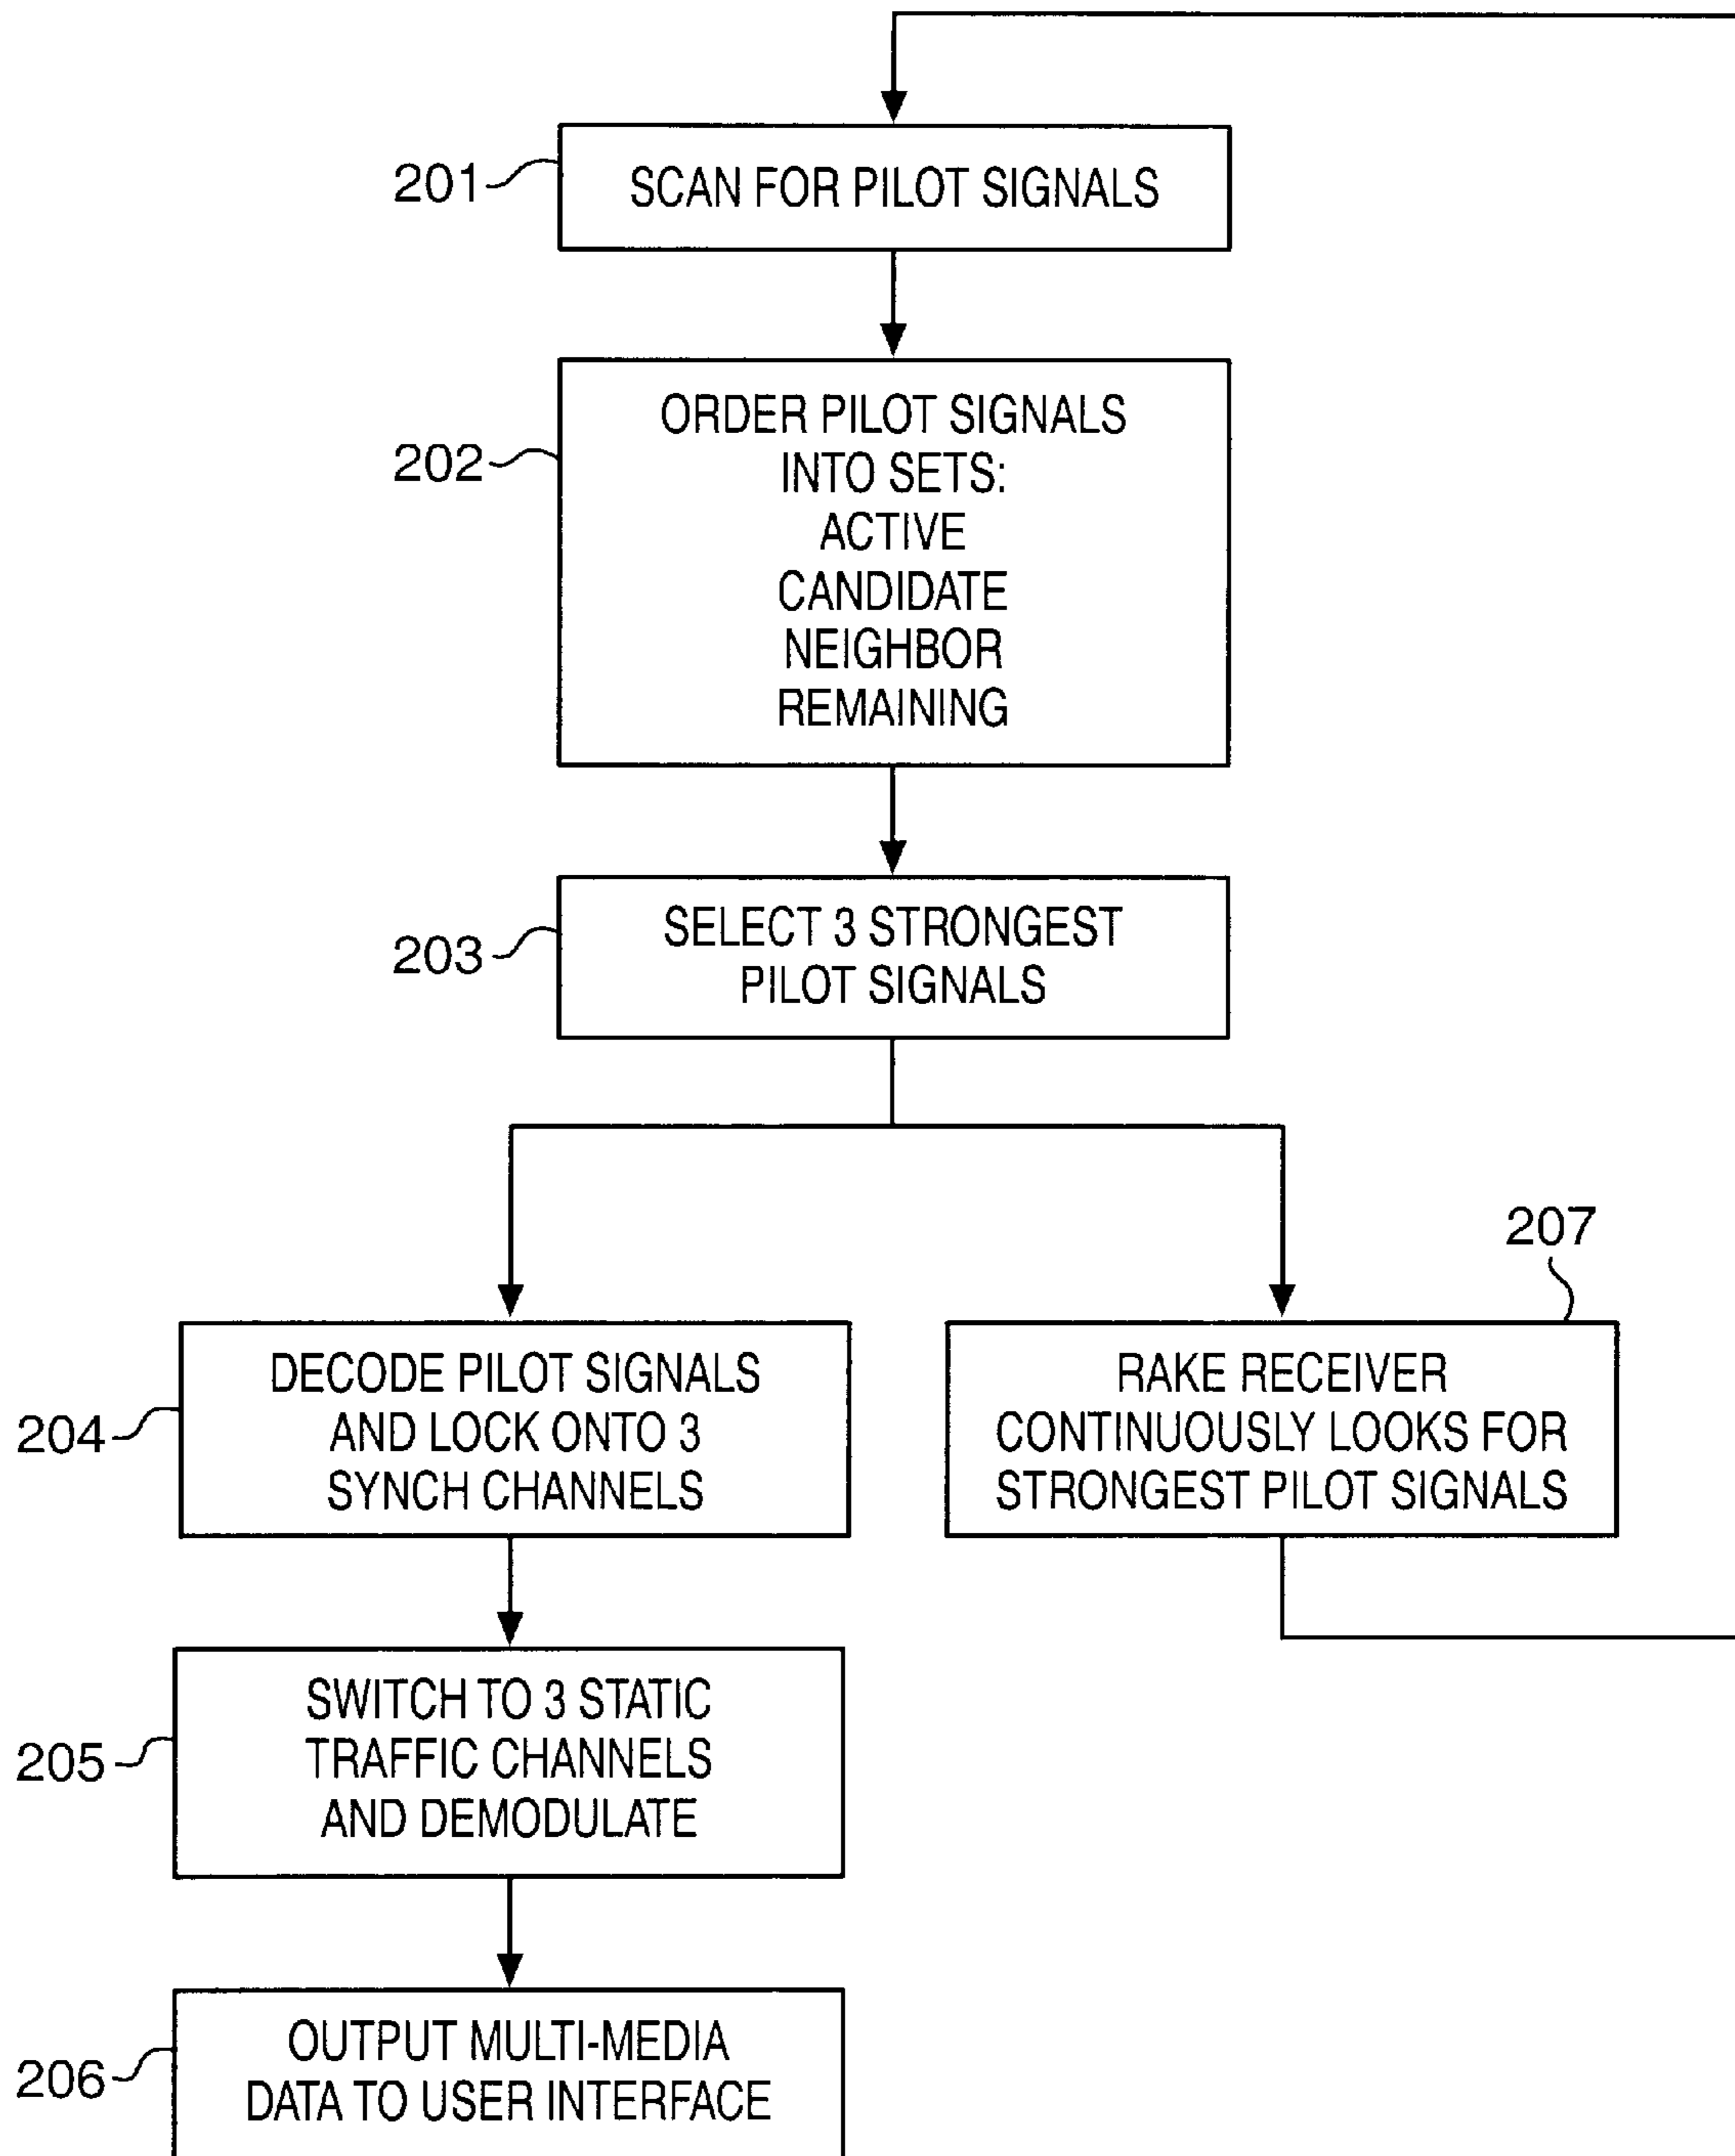 201
SCAN FOR PILOT SIGNALS
202
ORDER PILOT SIGNALS
INTO SETS:
ACTIVE
CANDIDATE
NEIGHBOR
REMAINING
203
SELECT 3 STRONGEST
PILOT SIGNALS
204
DECODE PILOT SIGNALS
AND LOCK ONTO 3
SYNCH CHANNELS
207
RAKE RECEIVER
CONTINUOUSLY LOOKS FOR
STRONGEST PILOT SIGNALS
205
SWITCH TO 3 STATIC
TRAFFIC CHANNELS
AND DEMODULATE
206
OUTPUT MULTI-MEDIA
DATA TO USER INTERFACE